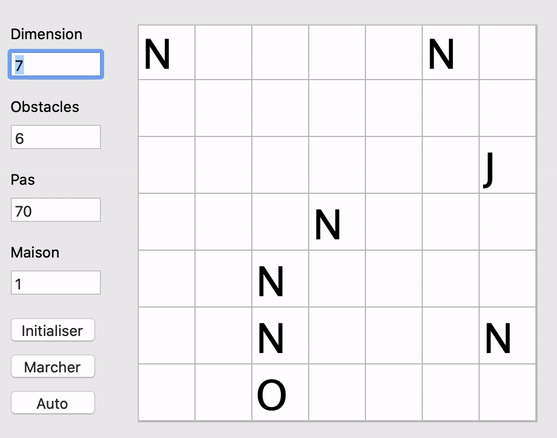 Dimension
7
Obstacles
6
Pas
70
Maison
1
Initialiser
Marcher
Auto
N N
J
N
N
N N
O